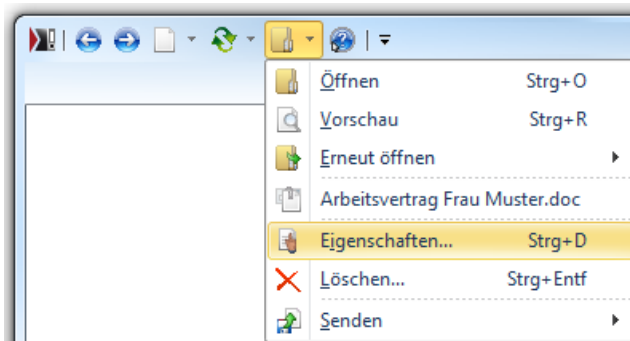 Öffnen Strg+O
Vorschau Strg+R
Erneut öffnen
Arbeitsvertrag Frau Muster.doc
Eigenschaften... Strg+D
Löschen... Strg+Entf
Senden